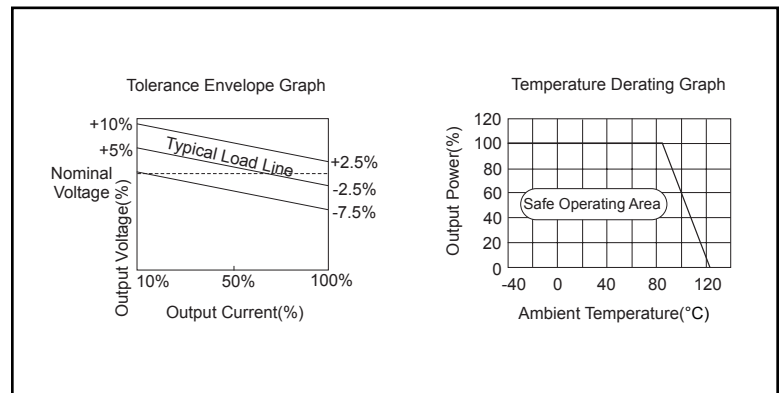 Tolerance Envelope Graph
+10%
+5%
Nominal
Voltage
Output Voltage(%)
Typical Load Line
+2.5%
-2.5%
-7.5%
10%
50%
100%
Output Current(%)
Temperature Derating Graph
Output Power(%)
120
100
80
60
40
20
0
Safe Operating Area
-40
0
40
80
120
Ambient Temperature(°C)